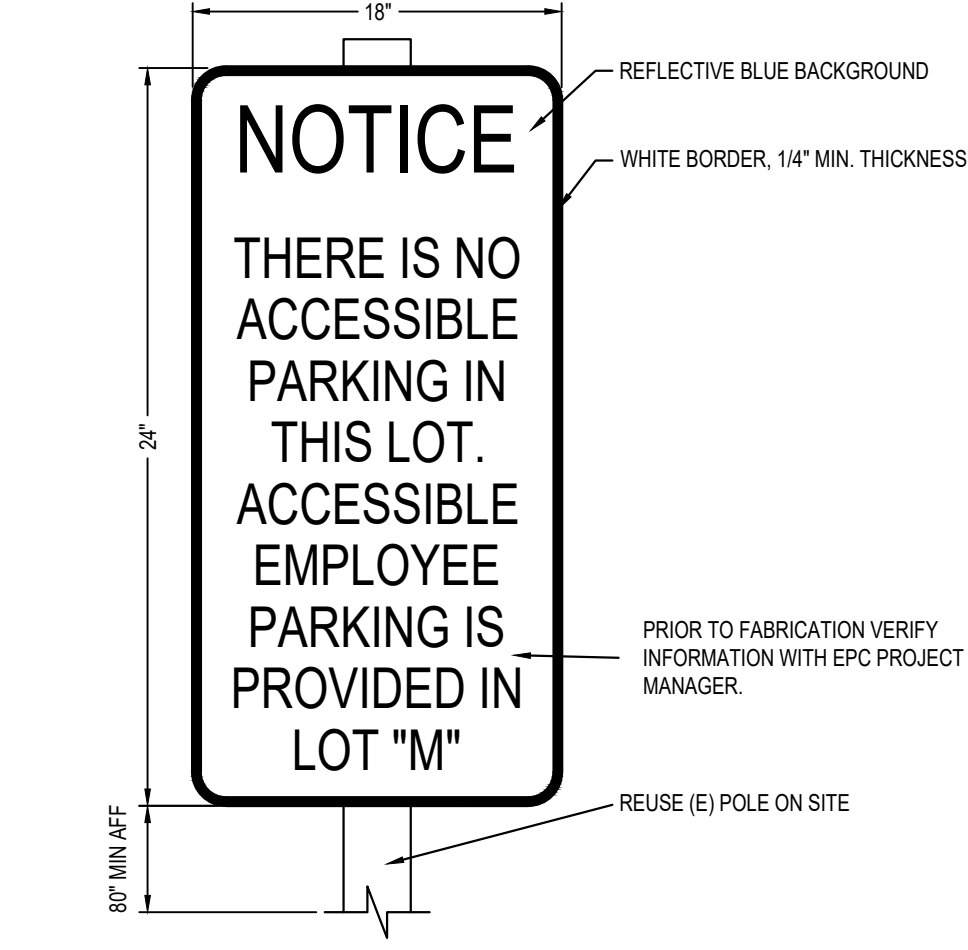 18"
REFLECTIVE BLUE BACKGROUND
NOTICE
WHITE BORDER, 1/4" MIN. THICKNESS
THERE IS NO
ACCESSIBLE
PARKING IN
THIS LOT.
ACCESSIBLE
EMPLOYEE
PARKING IS
PROVIDED IN
LOT "M"
24"
PRIOR TO FABRICATION VERIFY
INFORMATION WITH EPC PROJECT
MANAGER.
REUSE (E) POLE ON SITE
80" MIN AFF